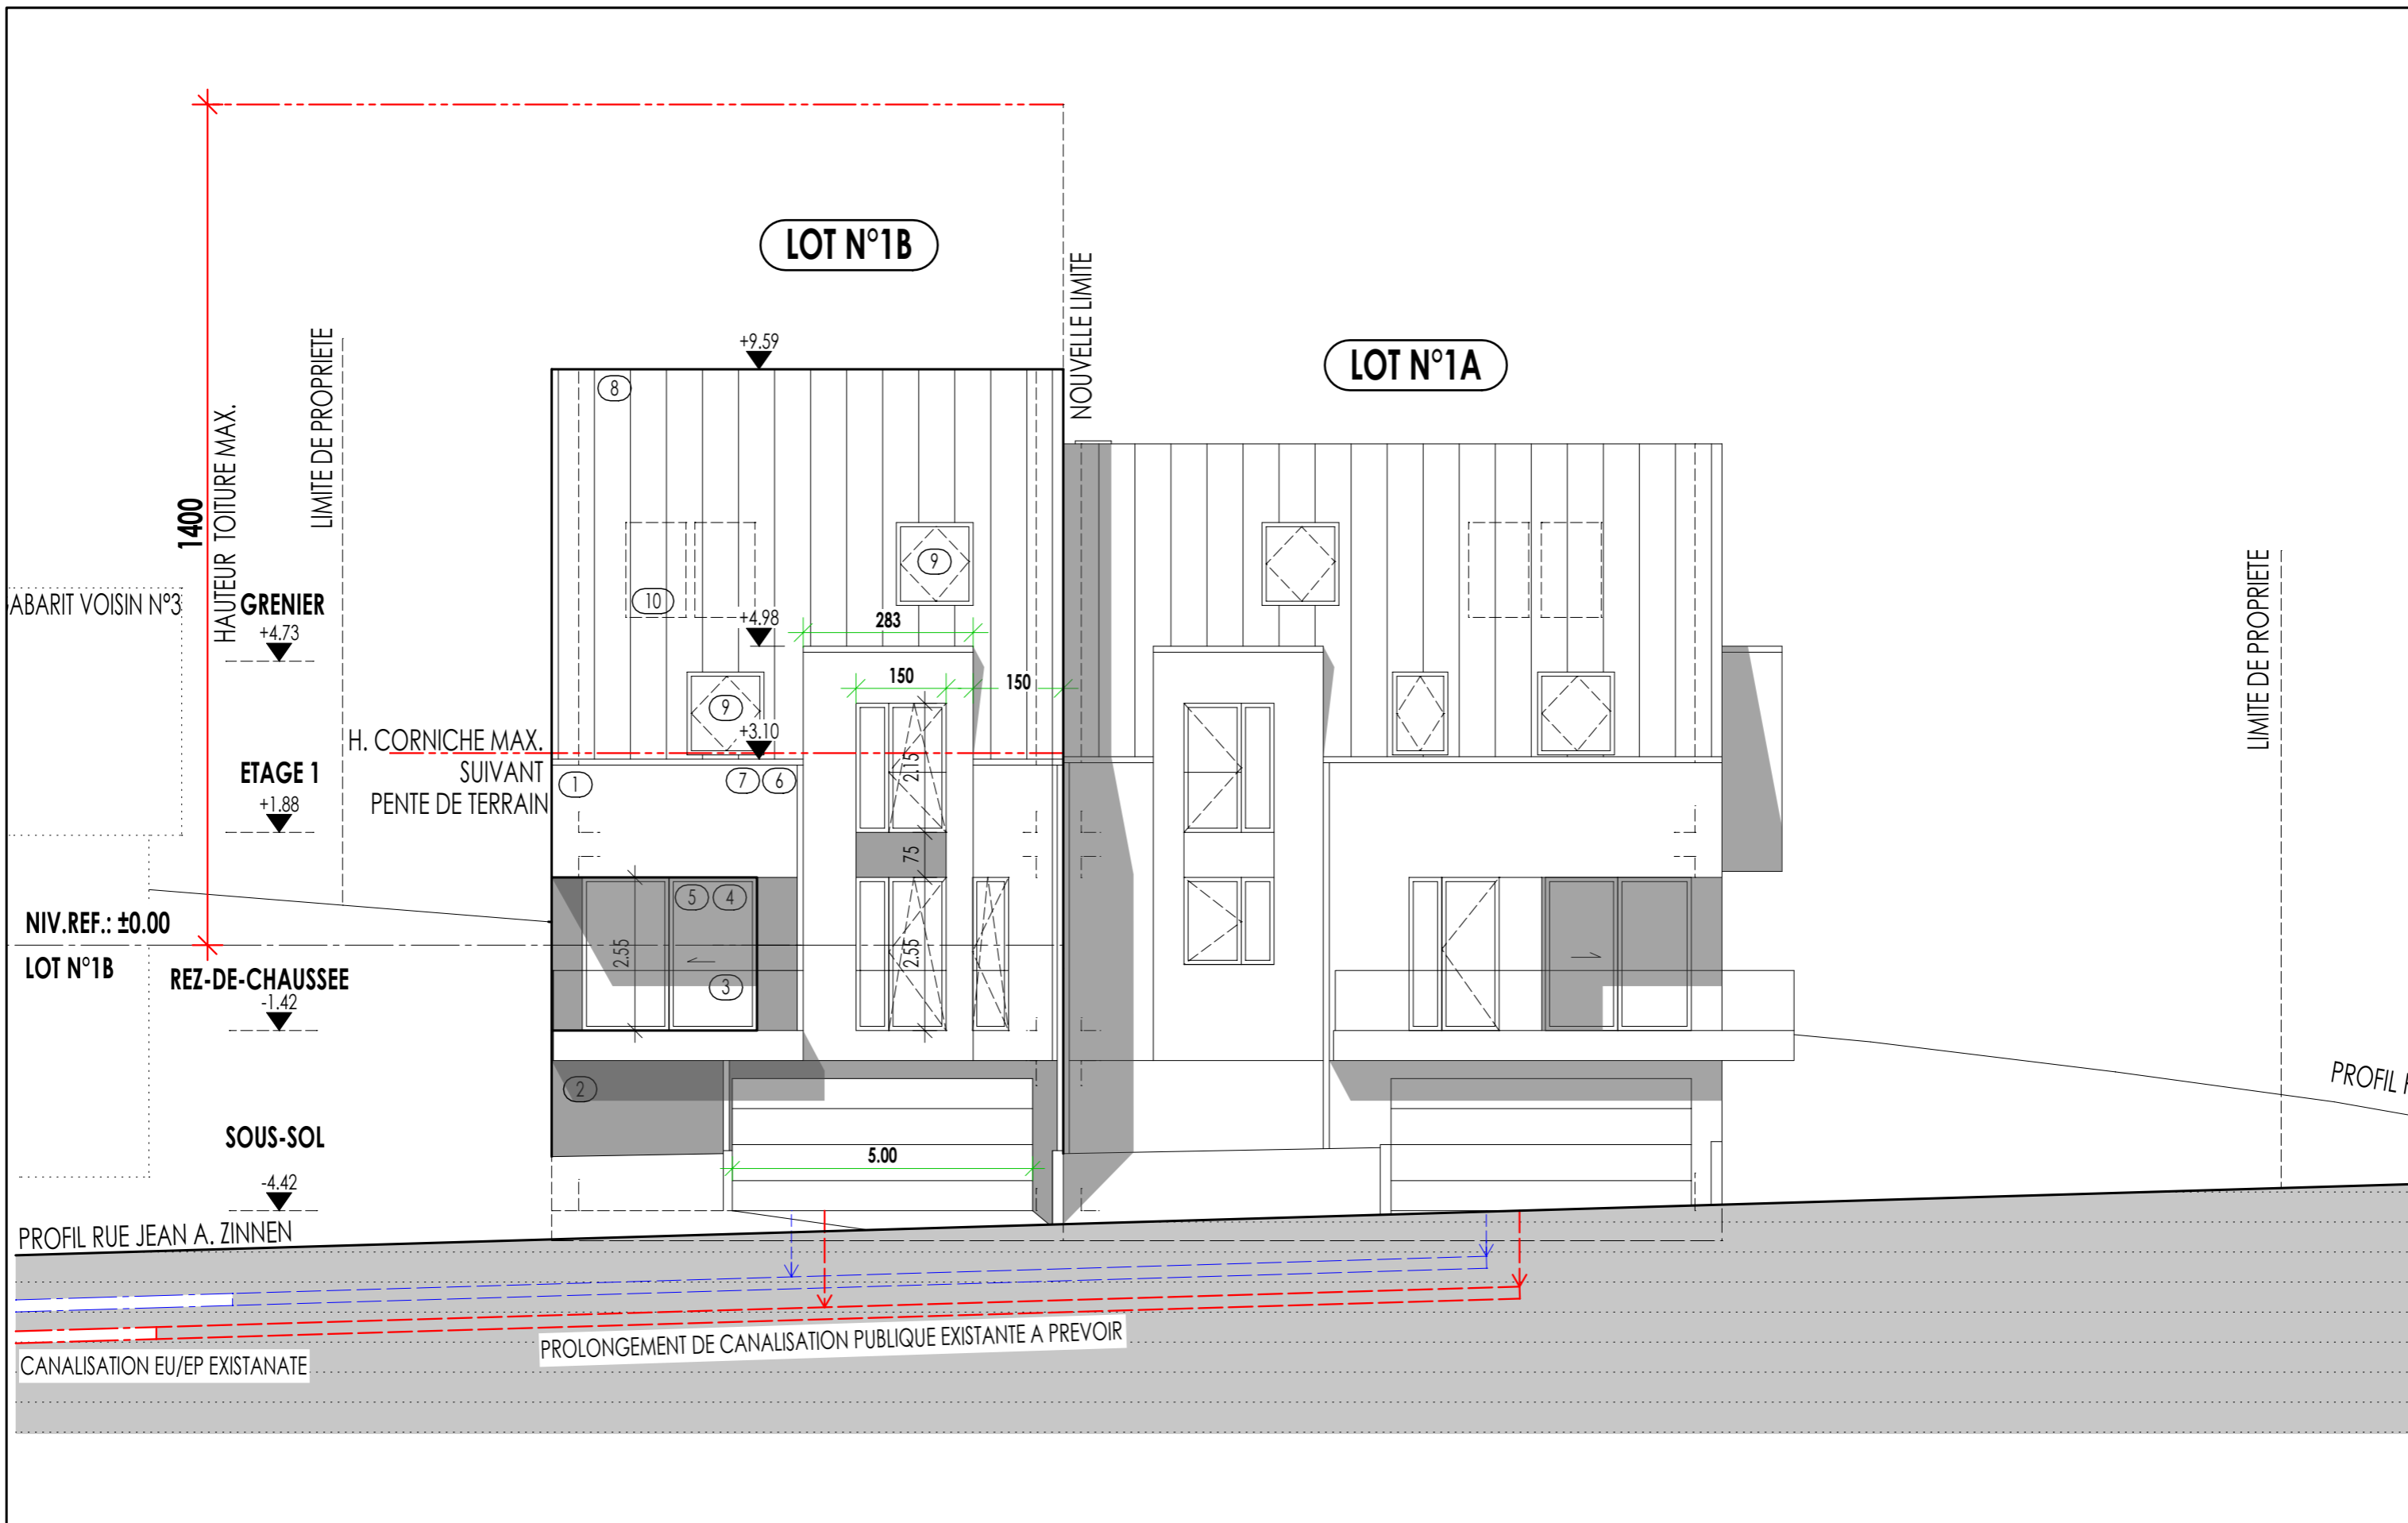 LOT N°1B
NOUVELLE LIMITE
LOT N°1A
+9.59
8
LIMITE DE PROPRIETE
HAUTEUR TOITURE MAX.
1400
9
10
ABARIT VOISIN N°3
GRENIER
+4.73
+4.98
283
150
150
9
+3.10
H. CORNICHE MAX.
SUIVANT
PENTE DE TERRAIN
ETAGE 1
+1.88
1
7
6
2.15
75
LIMITE DE PROPRIETE
NIV.REF.: ±0.00
LOT N°1B
5
4
2.55
2.55
3
REZ-DE-CHAUSSEE
-1.42
2
SOUS-SOL
-4.42
5.00
PROFIL
PROFIL RUE JEAN A. ZINNEN
PROLONGEMENT DE CANALISATION PUBLIQUE EXISTANTE A PREVOIR
CANALISATION EU/EP EXISTANATE